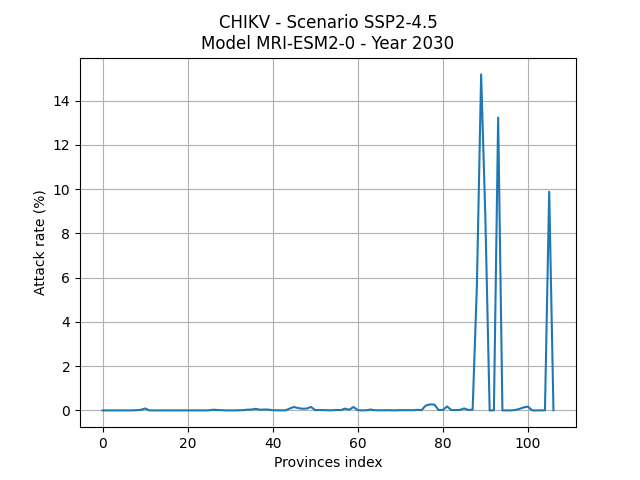 CHIKV - Scenario SSP2-4.5
Model MRI-ESM2-0 - Year 2030
14
12
10
8
6
4
2
0
Attack rate (%)
0 20 40 60 80 100
Provinces index